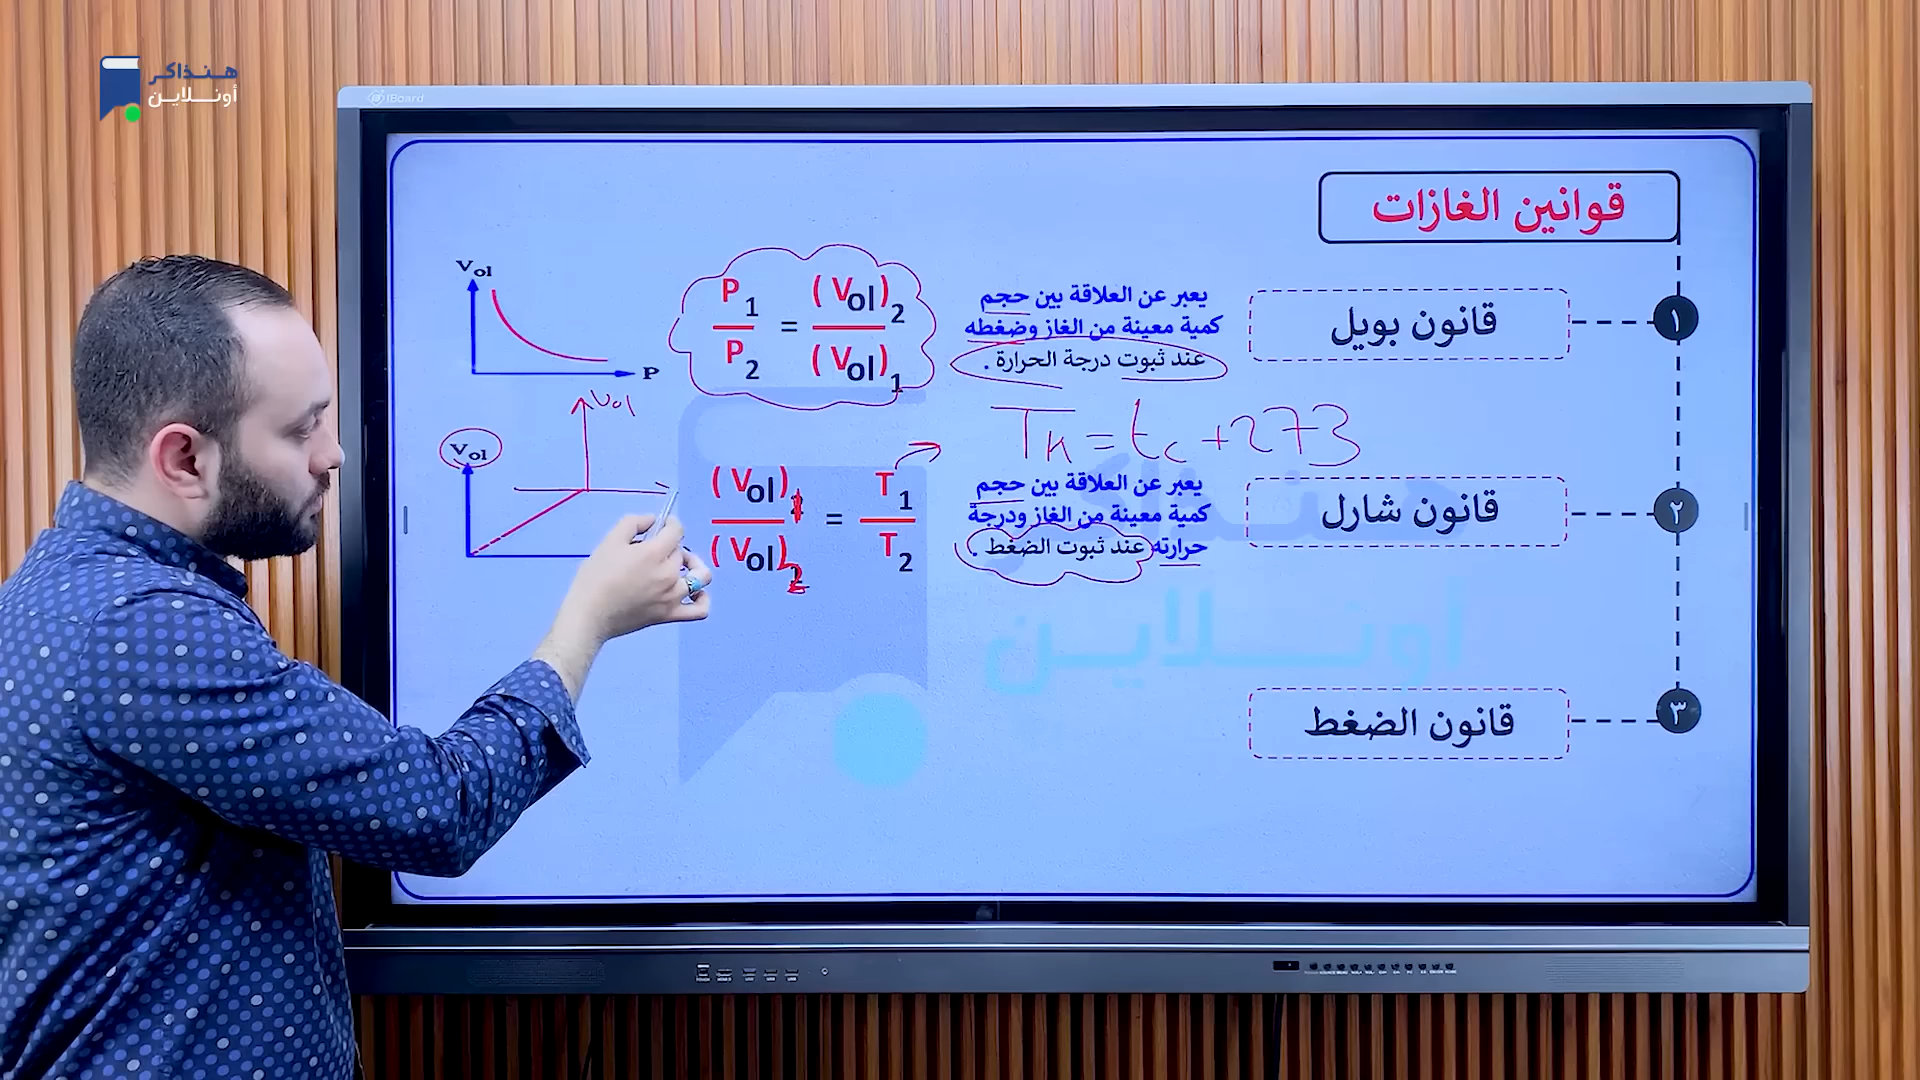 هنذاكر
أونلاين
IBoard
قوانين الغازات
١
قانون بويل
يعبر عن العلاقة بين حجم
كمية معينة من الغاز وضغطه
عند ثبوت درجة الحرارة .
P1 / P2 = (Vol)2 / (Vol)1
Vol
P
TK = tc + 273
٢
قانون شارل
يعبر عن العلاقة بين حجم
كمية معينة من الغاز ودرجة
حرارته عند ثبوت الضغط .
(Vol)1 / (Vol)2 = T1 / T2
Vol
Vol
٣
قانون الضغط
هنذاكر
أونلاين